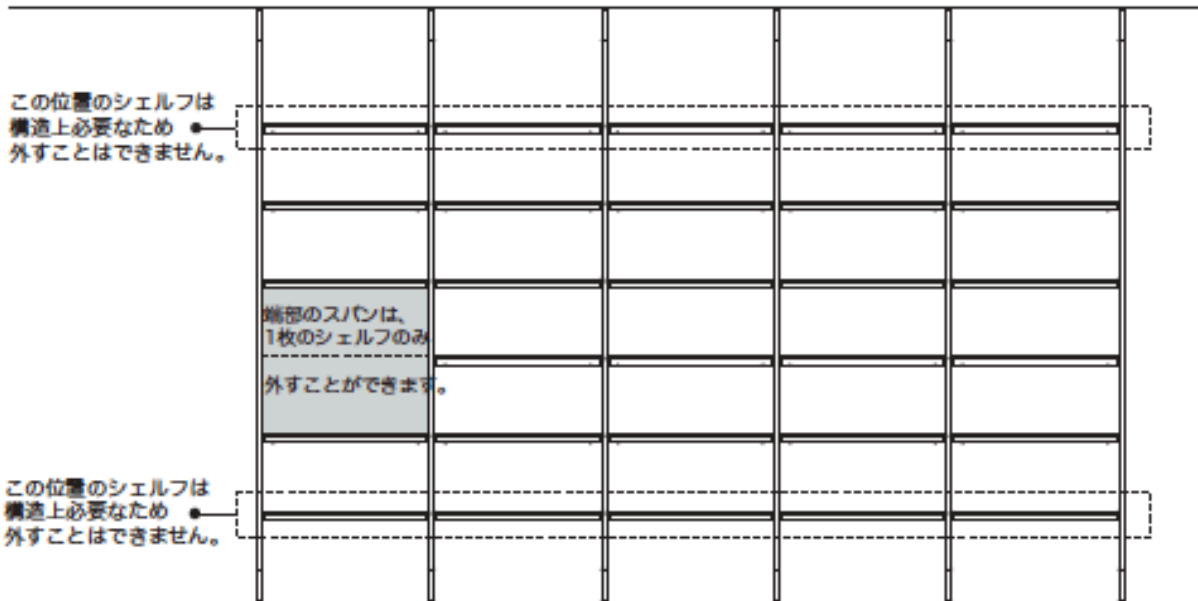 この位置のシェルフは
構造上必要なため
外すことはできません。
端部のスパンは、
1枚のシェルフのみ
外すことができます。
この位置のシェルフは
構造上必要なため
外すことはできません。